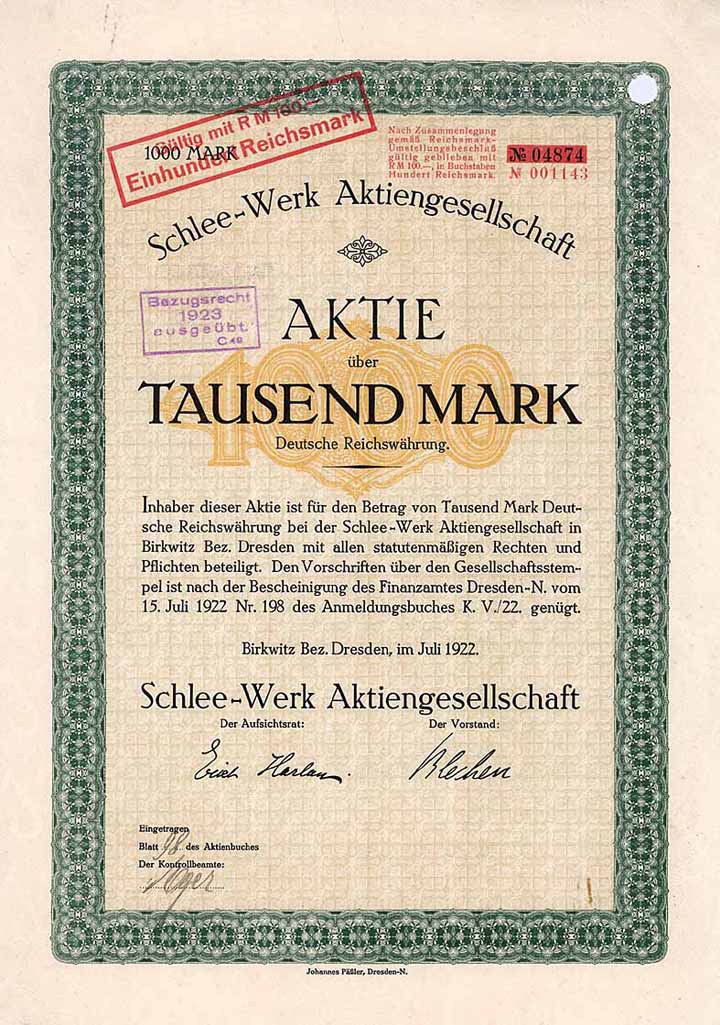 Gültig mit RM 100.—
Einhundert Reichsmark
1000 MARK
Nach Zusammenlegung
gemäß Reichsmark-
Umstellungsbeschluß
gültig geblieben mit
RM 100.—, in Buchstaben
Hundert Reichsmark.
№ 04874
№ 001143
Schlee-Werk Aktiengesellschaft
Bezugsrecht
1923
ausgeübt.
C 49
AKTIE
über
1000
TAUSEND MARK
Deutsche Reichswährung.
Inhaber dieser Aktie ist für den Betrag von Tausend Mark Deut-
sche Reichswährung bei der Schlee-Werk Aktiengesellschaft in
Birkwitz Bez. Dresden mit allen statutenmäßigen Rechten und
Pflichten beteiligt. Den Vorschriften über den Gesellschaftsstem-
pel ist nach der Bescheinigung des Finanzamtes Dresden-N. vom
15. Juli 1922 Nr. 198 des Anmeldungsbuches K. V./22. genügt.
Birkwitz Bez. Dresden, im Juli 1922.
Schlee-Werk Aktiengesellschaft
Der Aufsichtsrat:
Der Vorstand:
Erich Harlan.
Blechen
Eingetragen
Blatt 98 des Aktienbuches
Der Kontrollbeamte:
Johannes Päßler, Dresden-N.